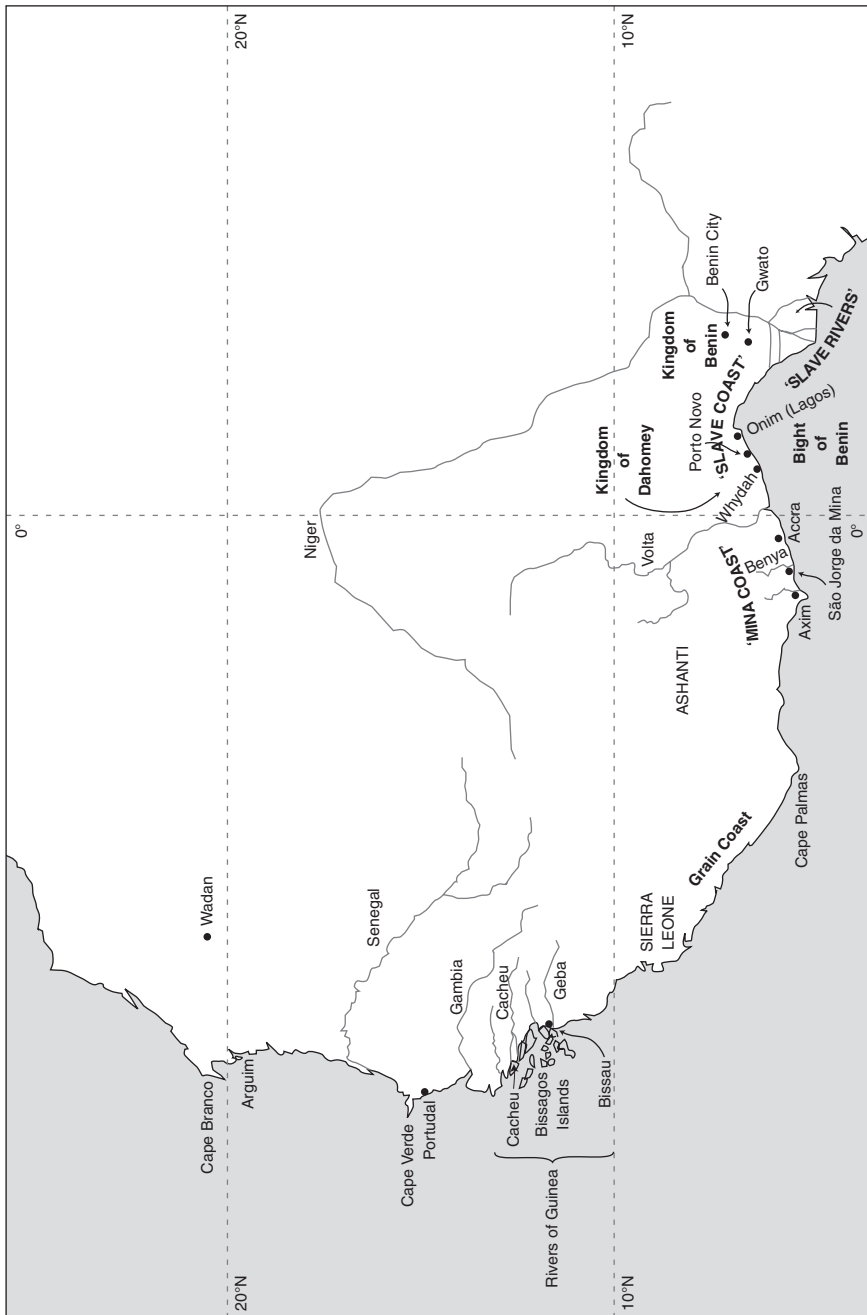 0°
20°N
20°N
Cape Branco
Arguim
Wadan
Senegal
Niger
Cape Verde
Portudal
Gambia
Cacheu
Cacheu
Geba
Bissagos
Islands
Bissau
Rivers of Guinea
10°N
10°N
SIERRA
LEONE
Grain Coast
Cape Palmas
ASHANTI
Volta
'MINA COAST'
Benya
Axim
São Jorge da Mina
Accra
Kingdom
of
Dahomey
'SLAVE COAST'
Whydah
Porto Novo
Onim (Lagos)
Kingdom
of
Benin
Benin City
Gwato
'SLAVE RIVERS'
Bight
of
Benin
0°